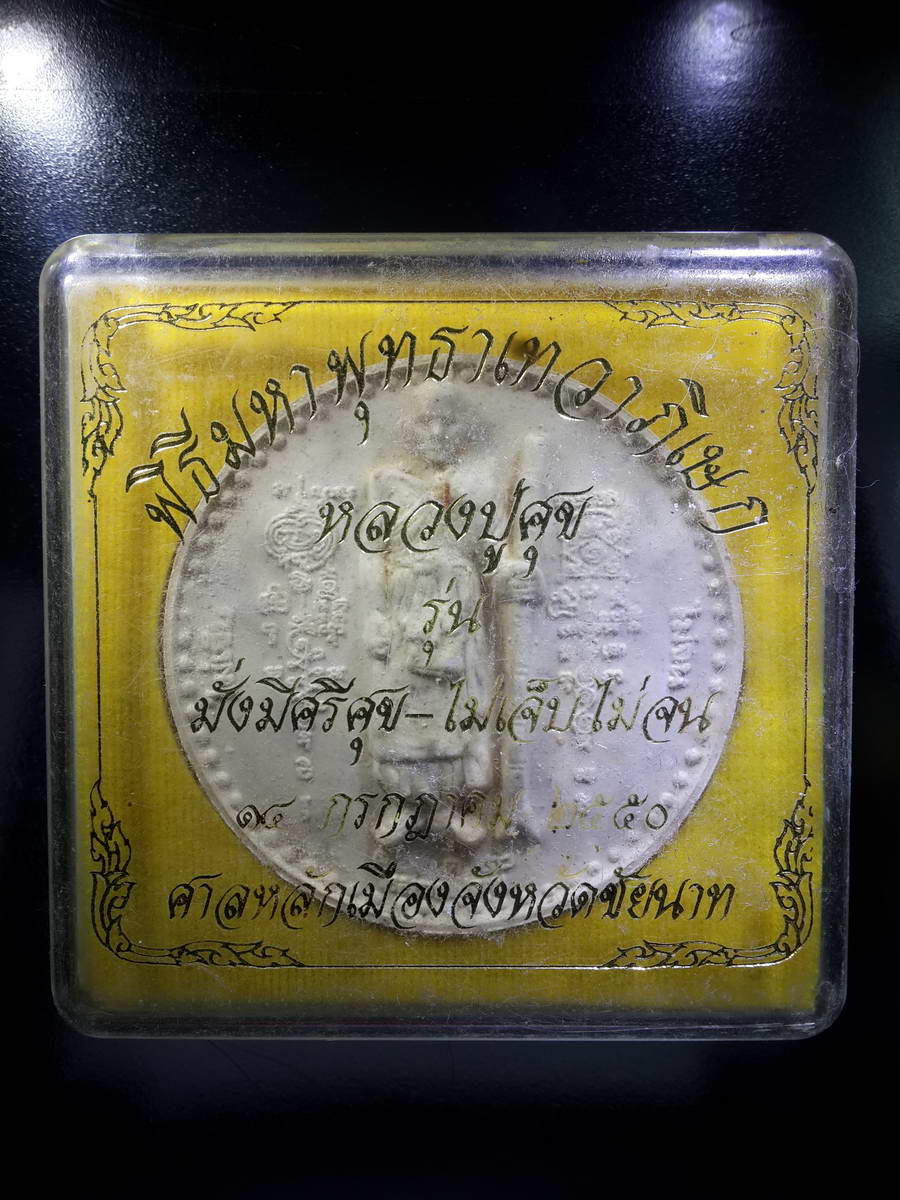 พิธีมหาพุทธาเทวาภิเษก
หลวงปู่ศุข
รุ่น
มั่งมีศรีศุข-ไม่เจ็บไม่จน
๑๔ กรกฎาคม ๒๕๕๐
ศาลหลักเมืองจังหวัดชัยนาท